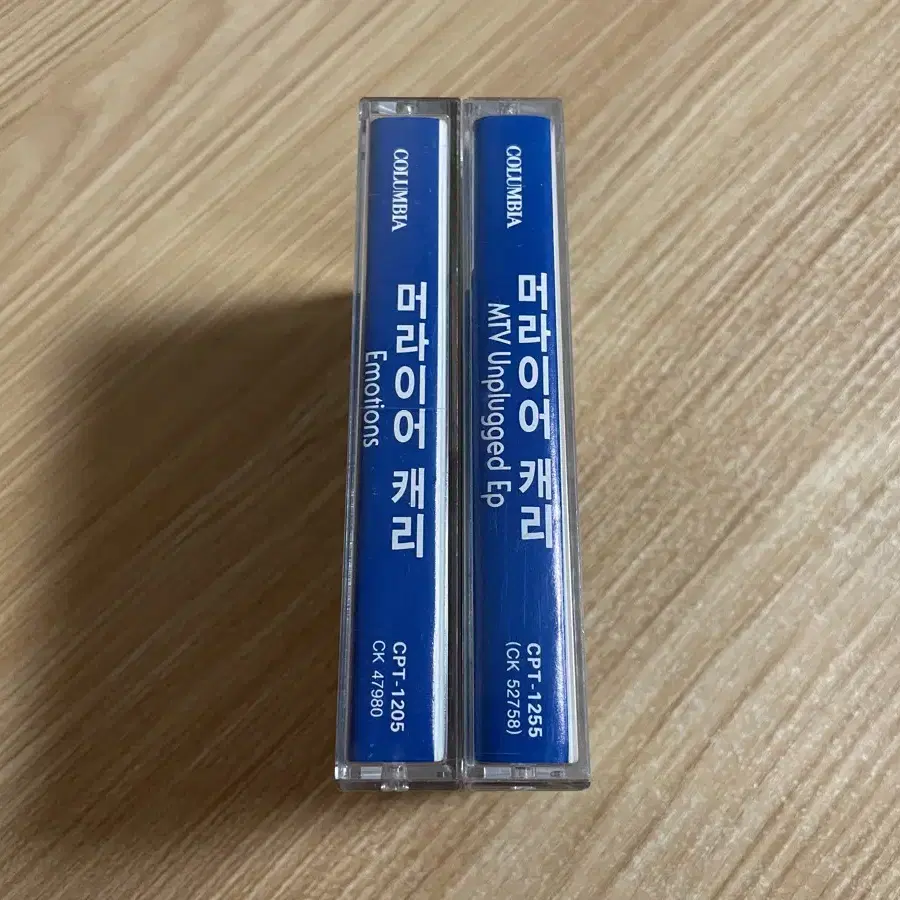 COLUMBIA
머라이어 캐리
Emotions
CPT-1205
CK 47980
COLUMBIA
머라이어 캐리
MTV Unplugged Ep
CPT-1255
(CK 52758)